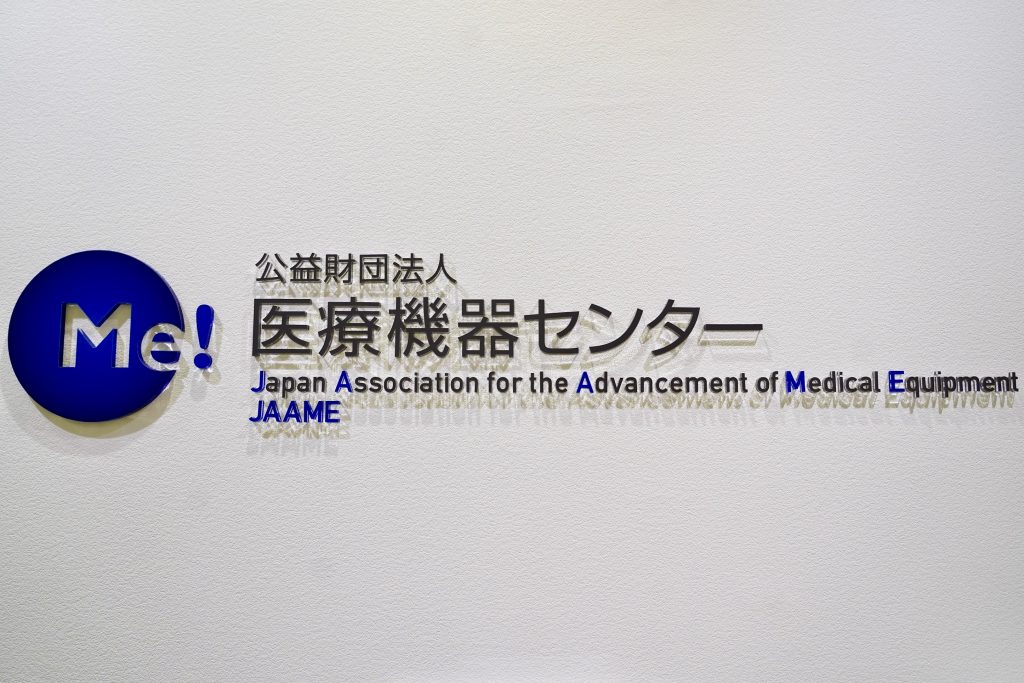 Me!
公益財団法人
医療機器センター
Japan Association for the Advancement of Medical Equipment
JAAME